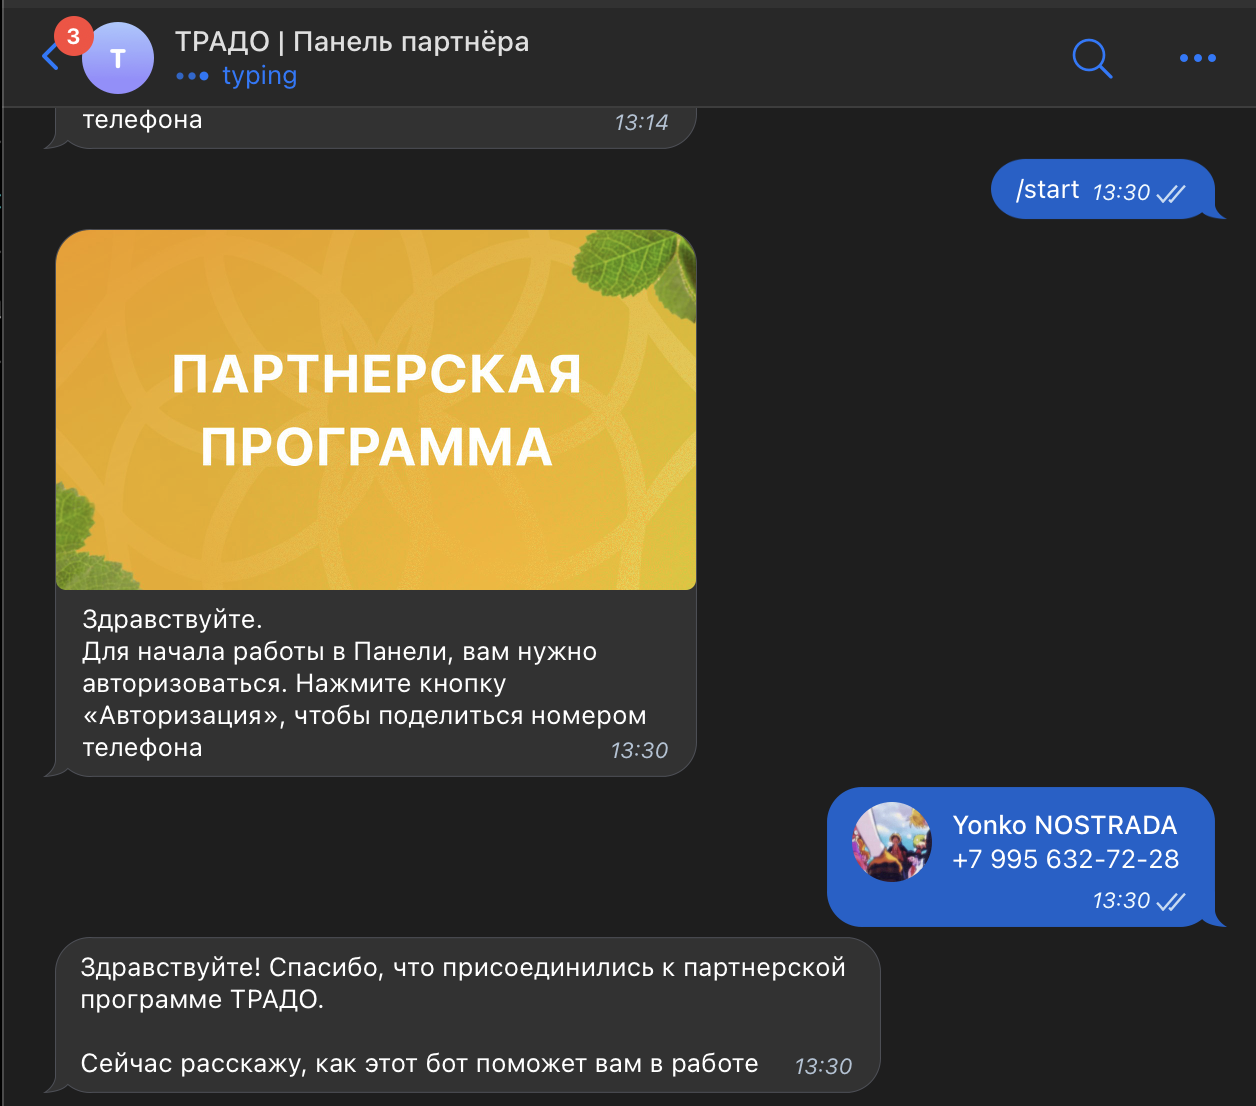 3
T
ТРАДО | Панель партнёра
typing
телефона
13:14
/start 13:30
ПАРТНЕРСКАЯ
ПРОГРАММА
Здравствуйте.
Для начала работы в Панели, вам нужно
авторизоваться. Нажмите кнопку
«Авторизация», чтобы поделиться номером
телефона
13:30
Yonko NOSTRADA
+7 995 632-72-28
13:30
Здравствуйте! Спасибо, что присоединились к партнерской
программе ТРАДО.
Сейчас расскажу, как этот бот поможет вам в работе
13:30